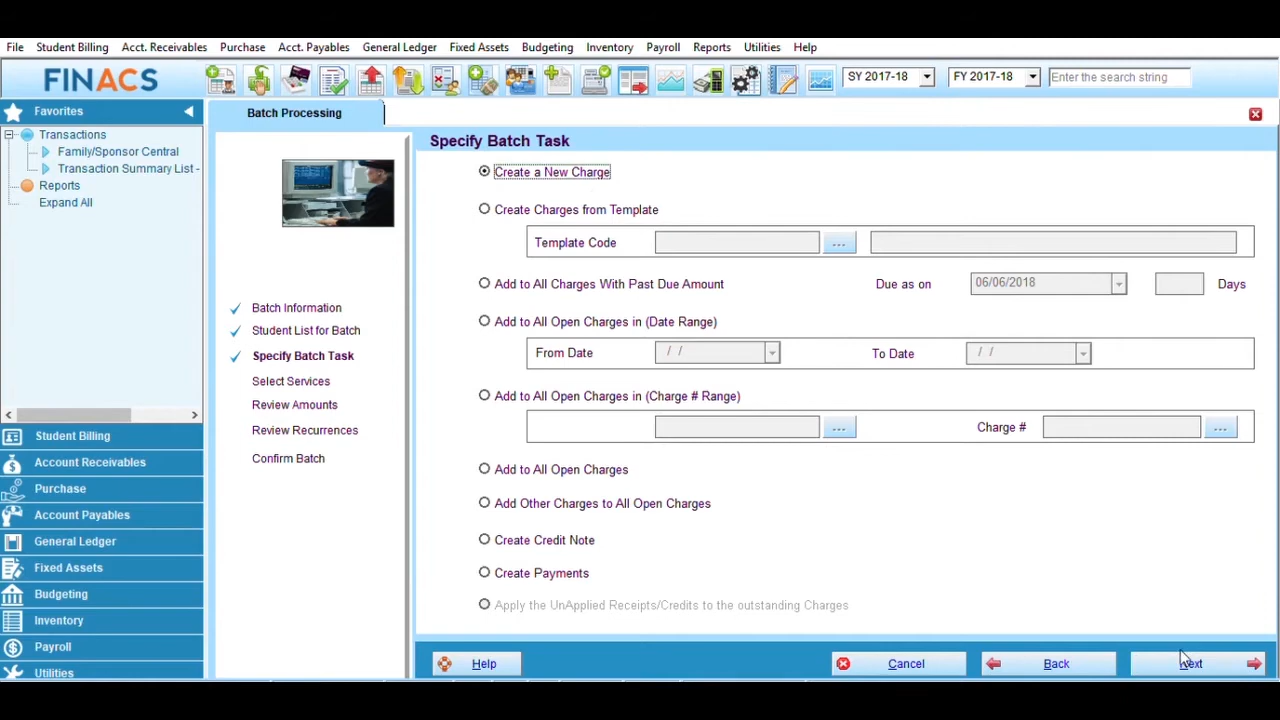 File Student Billing Acct. Receivables Purchase Acct. Payables General Ledger Fixed Assets Budgeting Inventory Payroll Reports Utilities Help
FINACS
SY 2017-18 FY 2017-18 Enter the search string
Favorites
Transactions
Family/Sponsor Central
Transaction Summary List -
Reports
Expand All
Student Billing
Account Receivables
Purchase
Account Payables
General Ledger
Fixed Assets
Budgeting
Inventory
Payroll
Utilities
Batch Processing
Batch Information
Student List for Batch
Specify Batch Task
Select Services
Review Amounts
Review Recurrences
Confirm Batch
Specify Batch Task
Create a New Charge
Create Charges from Template
Template Code ...
Add to All Charges With Past Due Amount Due as on 06/06/2018 Days
Add to All Open Charges in (Date Range)
From Date / / To Date / /
Add to All Open Charges in (Charge # Range)
... Charge # ...
Add to All Open Charges
Add Other Charges to All Open Charges
Create Credit Note
Create Payments
Apply the UnApplied Receipts/Credits to the outstanding Charges
Help Cancel Back Next